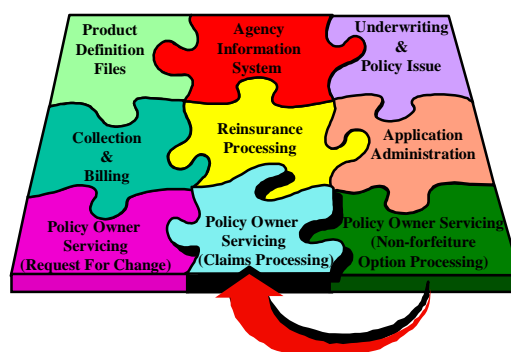 Product
Definition
Files
Agency
Information
System
Underwriting
&
Policy Issue
Collection
&
Billing
Reinsurance
Processing
Application
Administration
Policy Owner
Servicing
(Request For Change)
Policy Owner
Servicing
(Claims Processing)
Policy Owner Servicing
(Non-forfeiture
Option Processing)